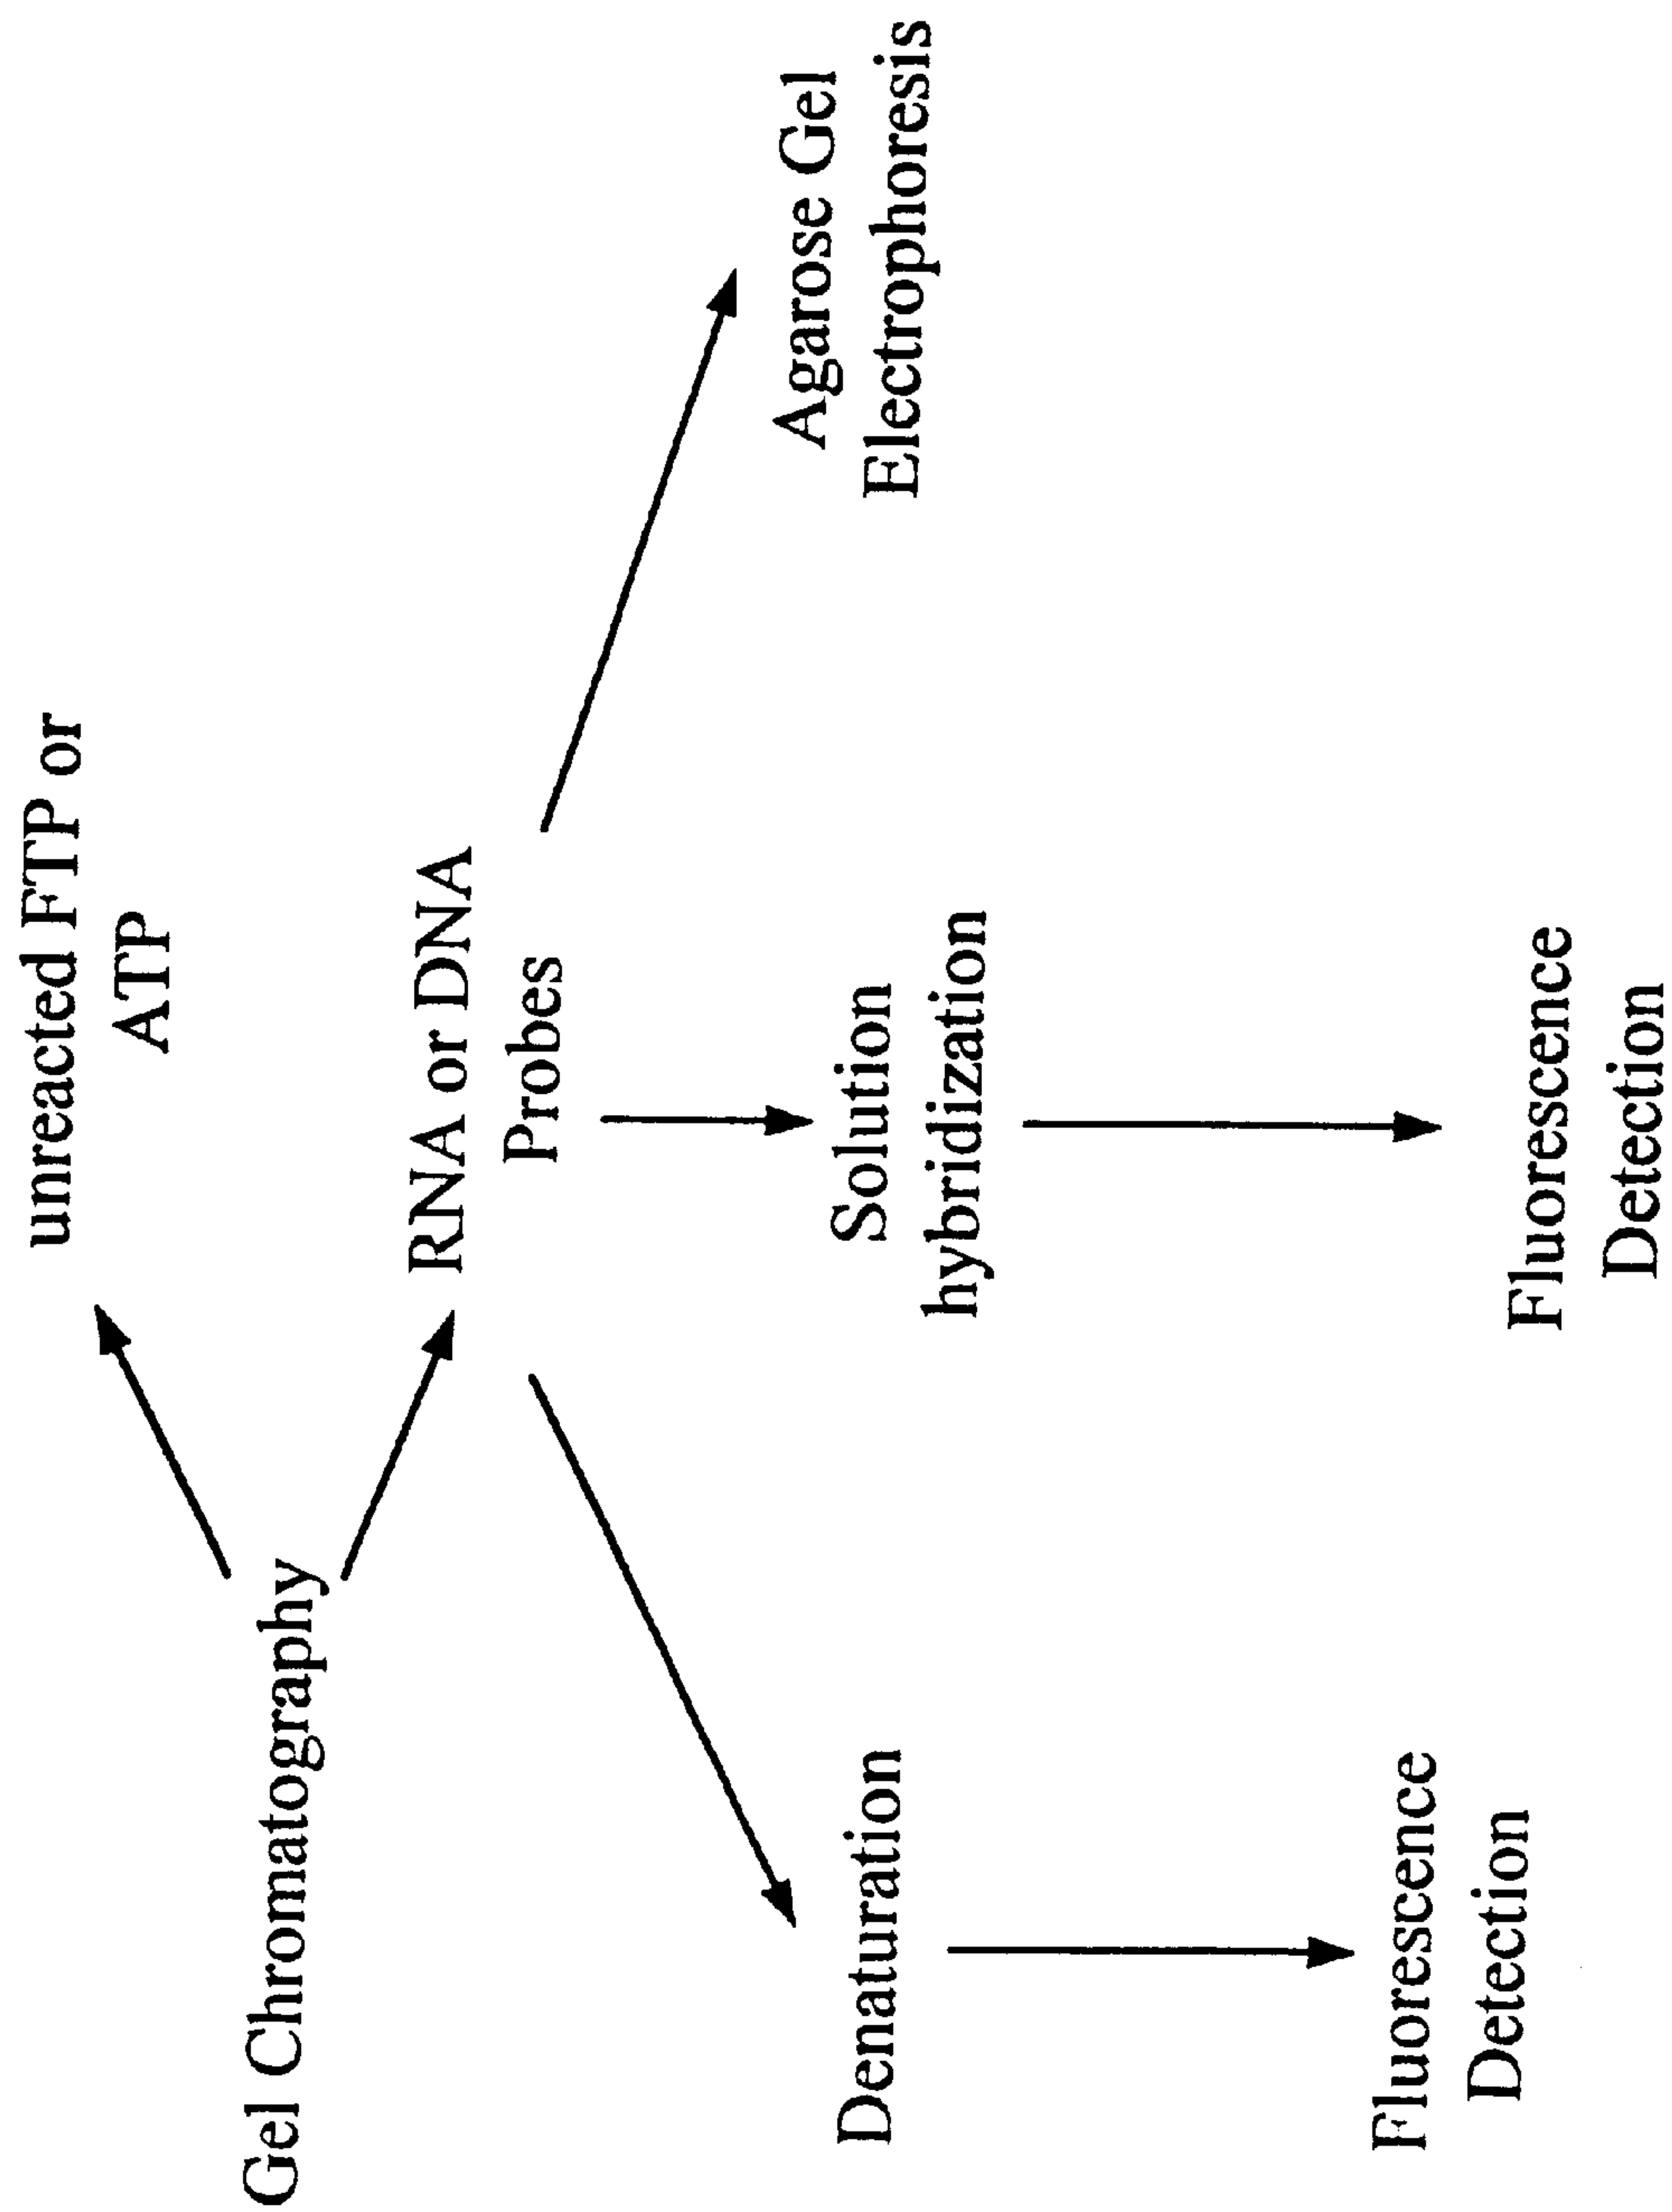 unreacted FTP or
ATP
Gel Chromatography
RNA or DNA
Probes
Denaturation
Solution
hybridization
Agarose Gel
Electrophoresis
Fluorescence
Detection
Fluorescence
Detection